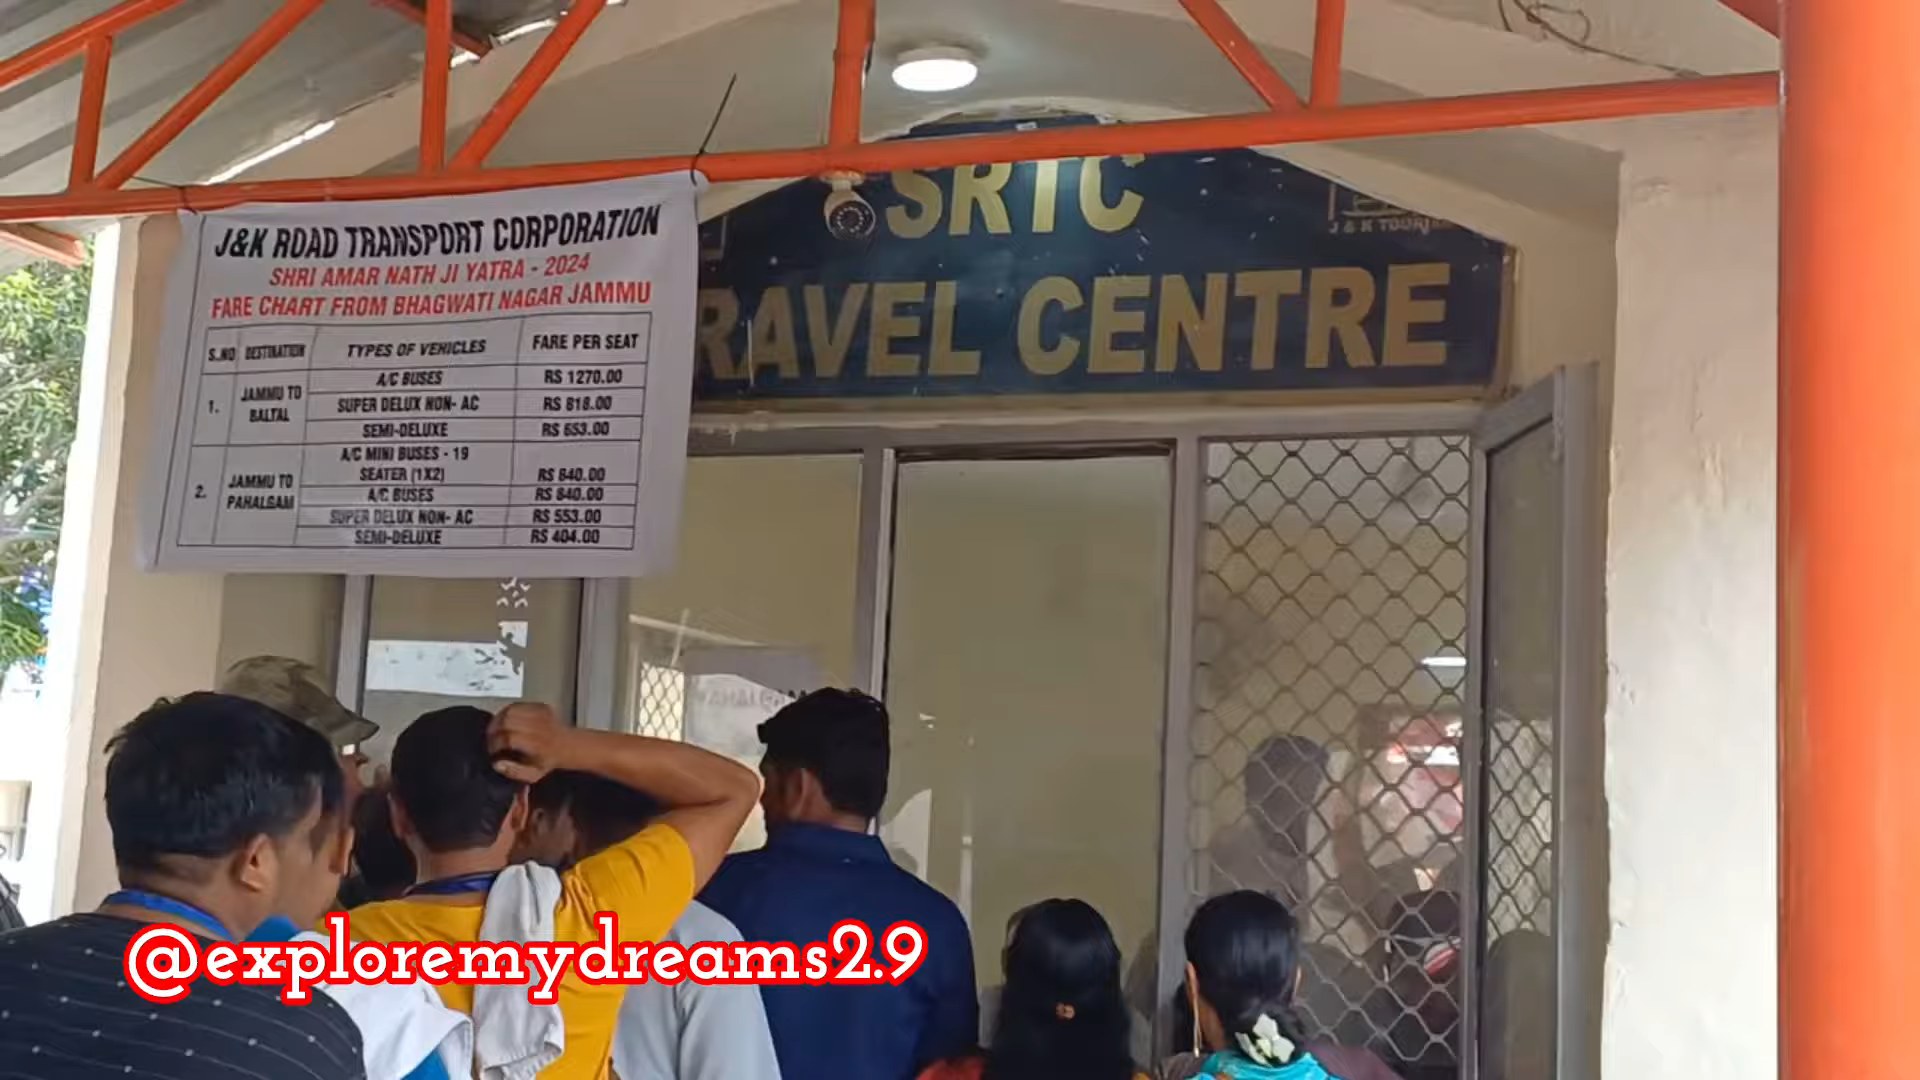 J&K ROAD TRANSPORT CORPORATION
SHRI AMAR NATH JI YATRA - 2024
FARE CHART FROM BHAGWATI NAGAR JAMMU
S.NO DESTINATION TYPES OF VEHICLES FARE PER SEAT
1. JAMMU TO BALTAL A/C BUSES RS 1270.00
SUPER DELUX NON- AC RS 818.00
SEMI-DELUXE RS 653.00
2. JAMMU TO PAHALGAM A/C MINI BUSES - 19 SEATER (1X2) RS 840.00
A/C BUSES RS 840.00
SUPER DELUX NON- AC RS 553.00
SEMI-DELUXE RS 404.00
SRTC
RAVEL CENTRE
J & K
@exploremydreams2.9